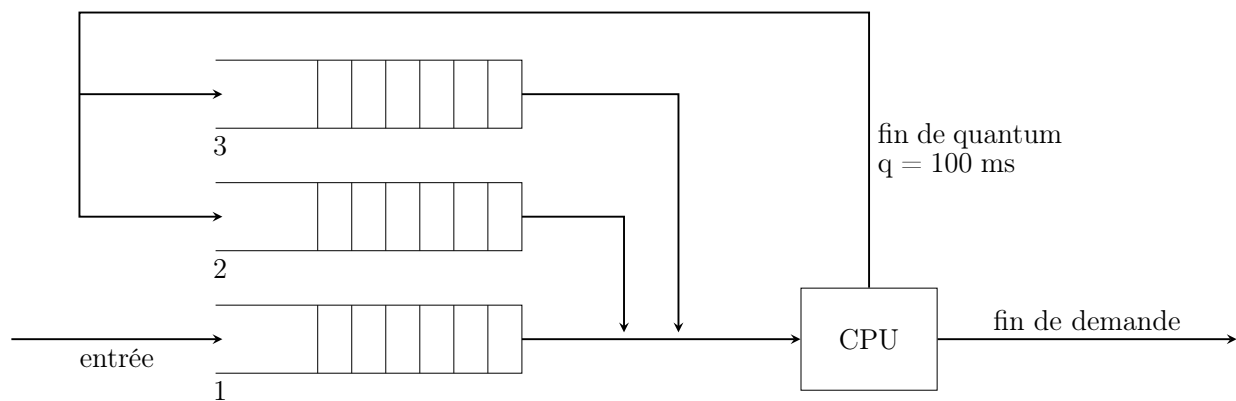 fin de quantum
q = 100 ms
3
2
entrée
1
CPU
fin de demande